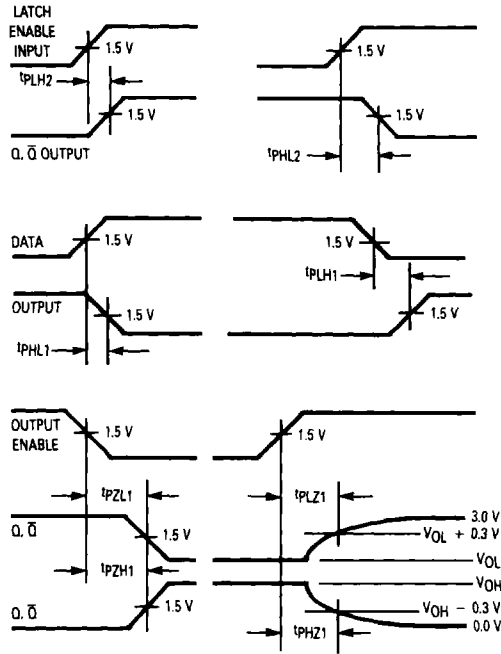 LATCH
ENABLE
INPUT
1.5 V
1.5 V
tPLH2
1.5 V
1.5 V
Q, Q̅ OUTPUT
tPHL2
DATA
1.5 V
1.5 V
tPLH1
OUTPUT
1.5 V
1.5 V
tPHL1
OUTPUT
ENABLE
1.5 V
1.5 V
tPZL1
tPLZ1
Q, Q̅
3.0 V
VOL + 0.3 V
1.5 V
VOL
tPZH1
VOH
1.5 V
VOH − 0.3 V
Q, Q̅
tPHZ1
0.0 V